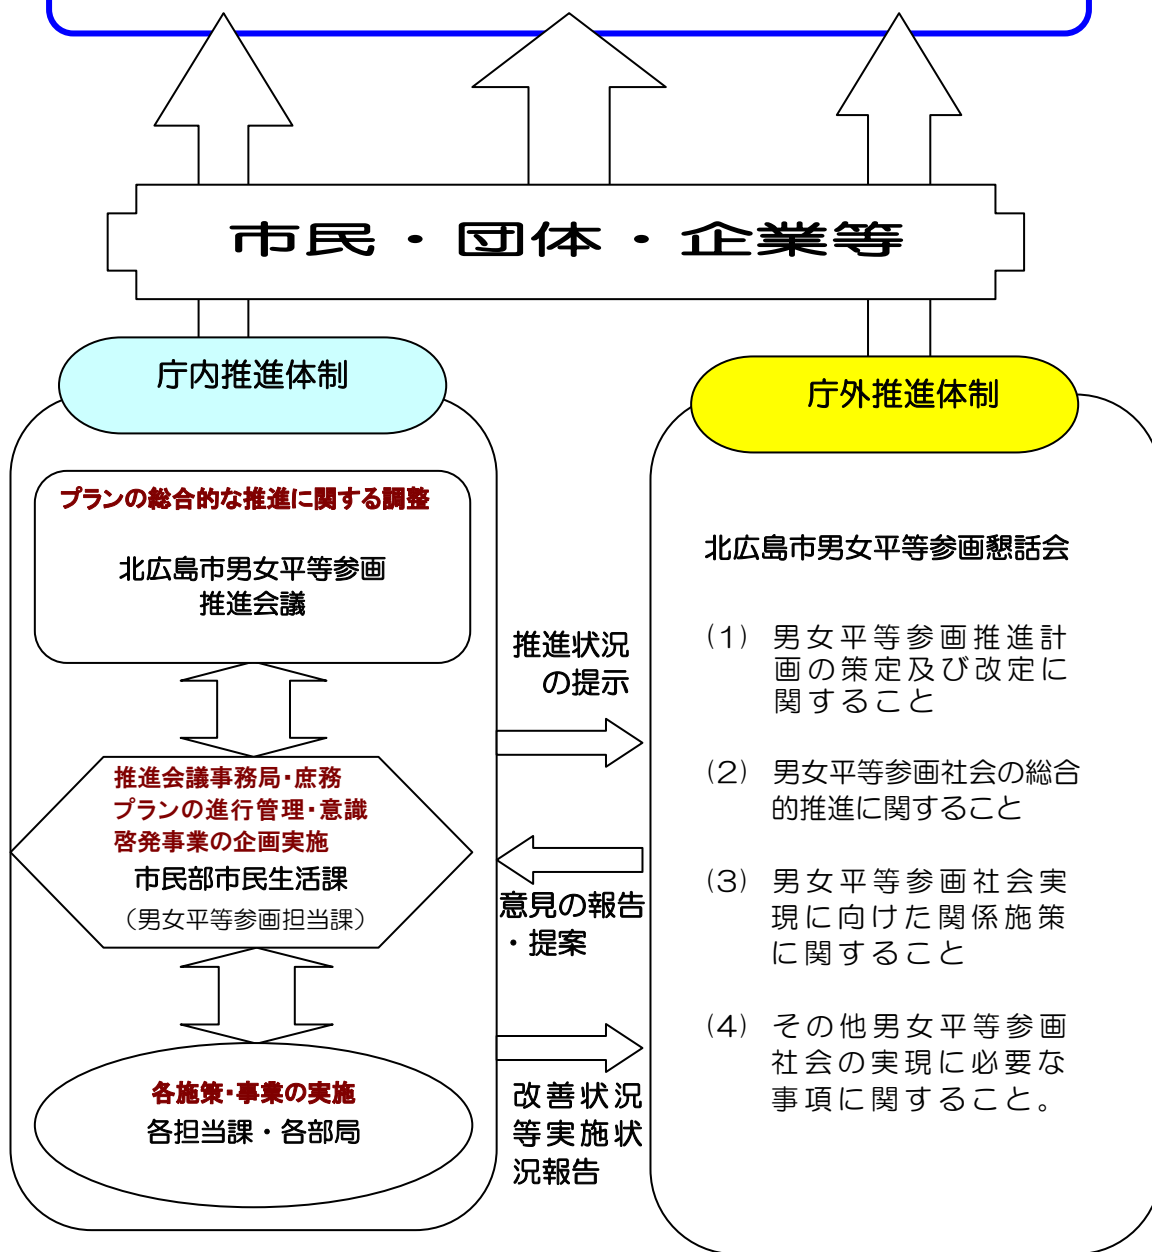 市民・団体・企業等
庁内推進体制
プランの総合的な推進に関する調整
北広島市男女平等参画
推進会議
推進会議事務局・庶務
プランの進行管理・意識
啓発事業の企画実施
市民部市民生活課
（男女平等参画担当課）
各施策・事業の実施
各担当課・各部局
推進状況
の提示
意見の報告
・提案
改善状況
等実施状
況報告
庁外推進体制
北広島市男女平等参画懇話会
(1) 男女平等参画推進計
画の策定及び改定に
関すること
(2) 男女平等参画社会の総合
的推進に関すること
(3) 男女平等参画社会実
現に向けた関係施策
に関すること
(4) その他男女平等参画
社会の実現に必要な
事項に関すること。